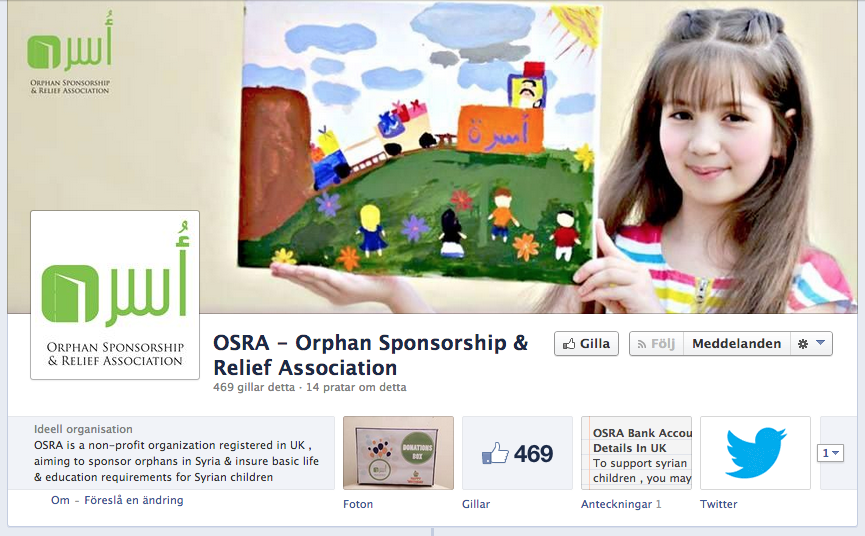 أسرة
ORPHAN SPONSORSHIP
& RELIEF ASSOCIATION
أسرة
أسرة
ORPHAN SPONSORSHIP
& RELIEF ASSOCIATION
OSRA - Orphan Sponsorship &
Relief Association
469 gillar detta · 14 pratar om detta
Gilla
Följ
Meddelanden
Ideell organisation
OSRA is a non-profit organization registered in UK ,
aiming to sponsor orphans in Syria & insure basic life
& education requirements for Syrian children
Om - Föreslå en ändring
DONATIONS
BOX
Foton
469
Gillar
OSRA Bank Accou
Details In UK
To support syrian
children , you may
Anteckningar 1
Twitter
1